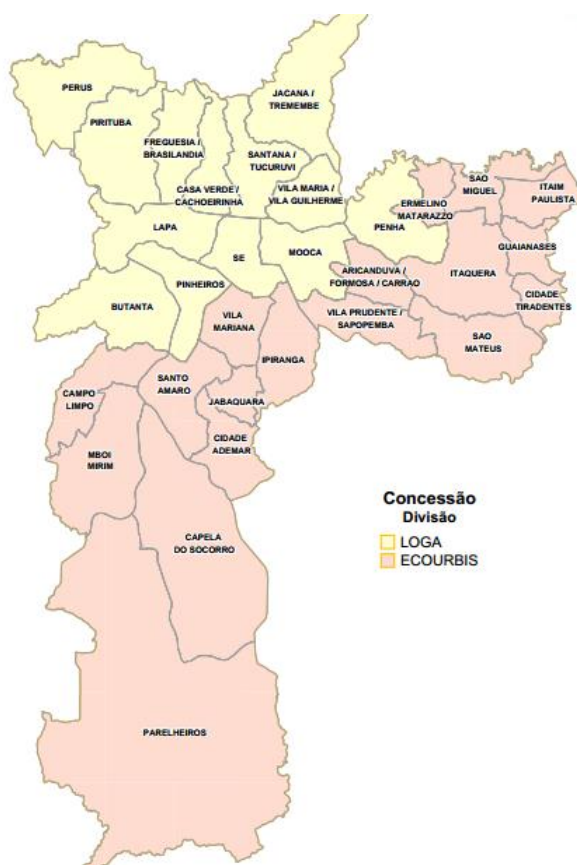 JACANA /
TREMEMBE
PERUS
PIRITUBA
FREGUESIA /
BRASILANDIA
SANTANA /
TUCURUVI
CASA VERDE /
CACHOEIRINHA
VILA MARIA /
VILA GUILHERME
SAO
MIGUEL
ITAIM
PAULISTA
ERMELINO
MATARAZZO
PENHA
LAPA
SE
MOOCA
GUAIANASES
ARICANDUVA /
FORMOSA / CARRAO
ITAQUERA
PINHEIROS
BUTANTA
CIDADE
TIRADENTES
VILA
MARIANA
VILA PRUDENTE /
SAPOPEMBA
SAO
MATEUS
IPIRANGA
SANTO
AMARO
CAMPO
LIMPO
JABAQUARA
CIDADE
ADEMAR
MBOI
MIRIM
CAPELA
DO SOCORRO
PARELHEIROS
Concessão
Divisão
LOGA
ECOURBIS